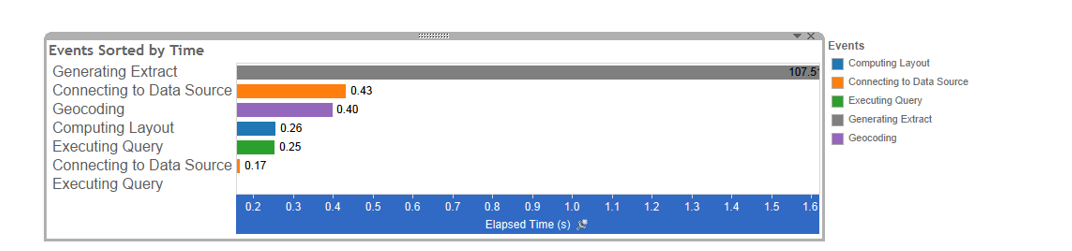 Events Sorted by Time
Generating Extract
Connecting to Data Source 0.43
Geocoding 0.40
Computing Layout 0.26
Executing Query 0.25
Connecting to Data Source 0.17
Executing Query
0.2 0.3 0.4 0.5 0.6 0.7 0.8 0.9 1.0 1.1 1.2 1.3 1.4 1.5 1.6
Elapsed Time (s)
Events
Computing Layout
Connecting to Data Source
Executing Query
Generating Extract
Geocoding